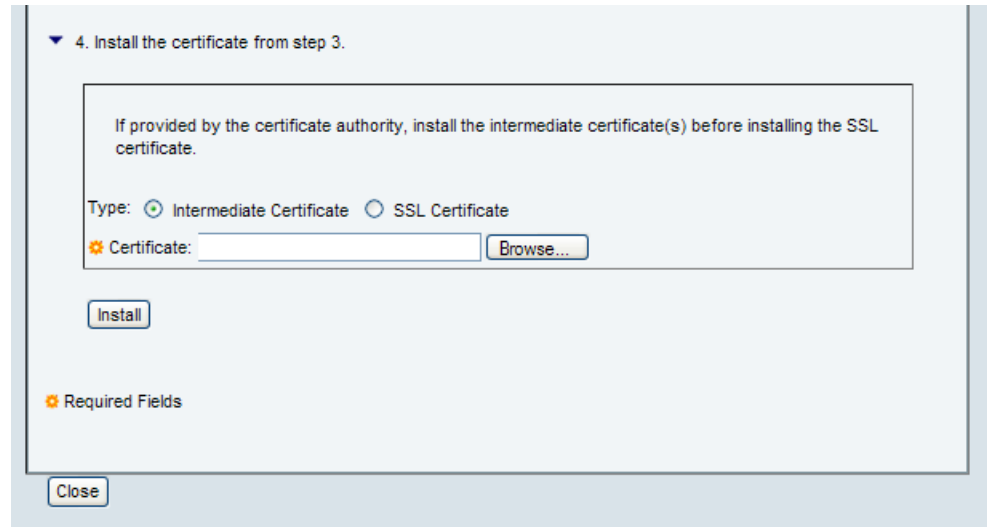 4. Install the certificate from step 3.
If provided by the certificate authority, install the intermediate certificate(s) before installing the SSL
certificate.
Type: Intermediate Certificate SSL Certificate
Certificate: Browse...
Install
Required Fields
Close